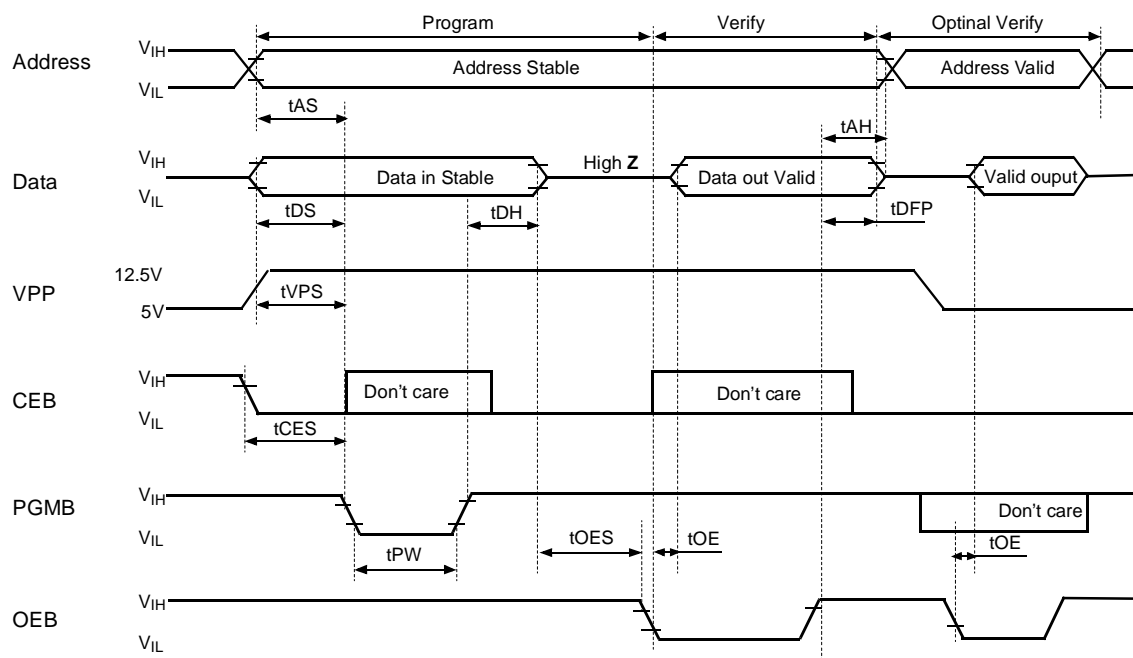 Program Verify Optinal Verify
Address VIH Address Stable Address Valid
VIL
tAS tAH
Data VIH High Z
Data in Stable Data out Valid Valid ouput
VIL
tDS tDH tDFP
VPP 12.5V
tVPS
5V
CEB VIH Don't care Don't care
VIL
tCES
PGMB VIH
Don't care
VIL
tPW tOES tOE tOE
OEB VIH
VIL